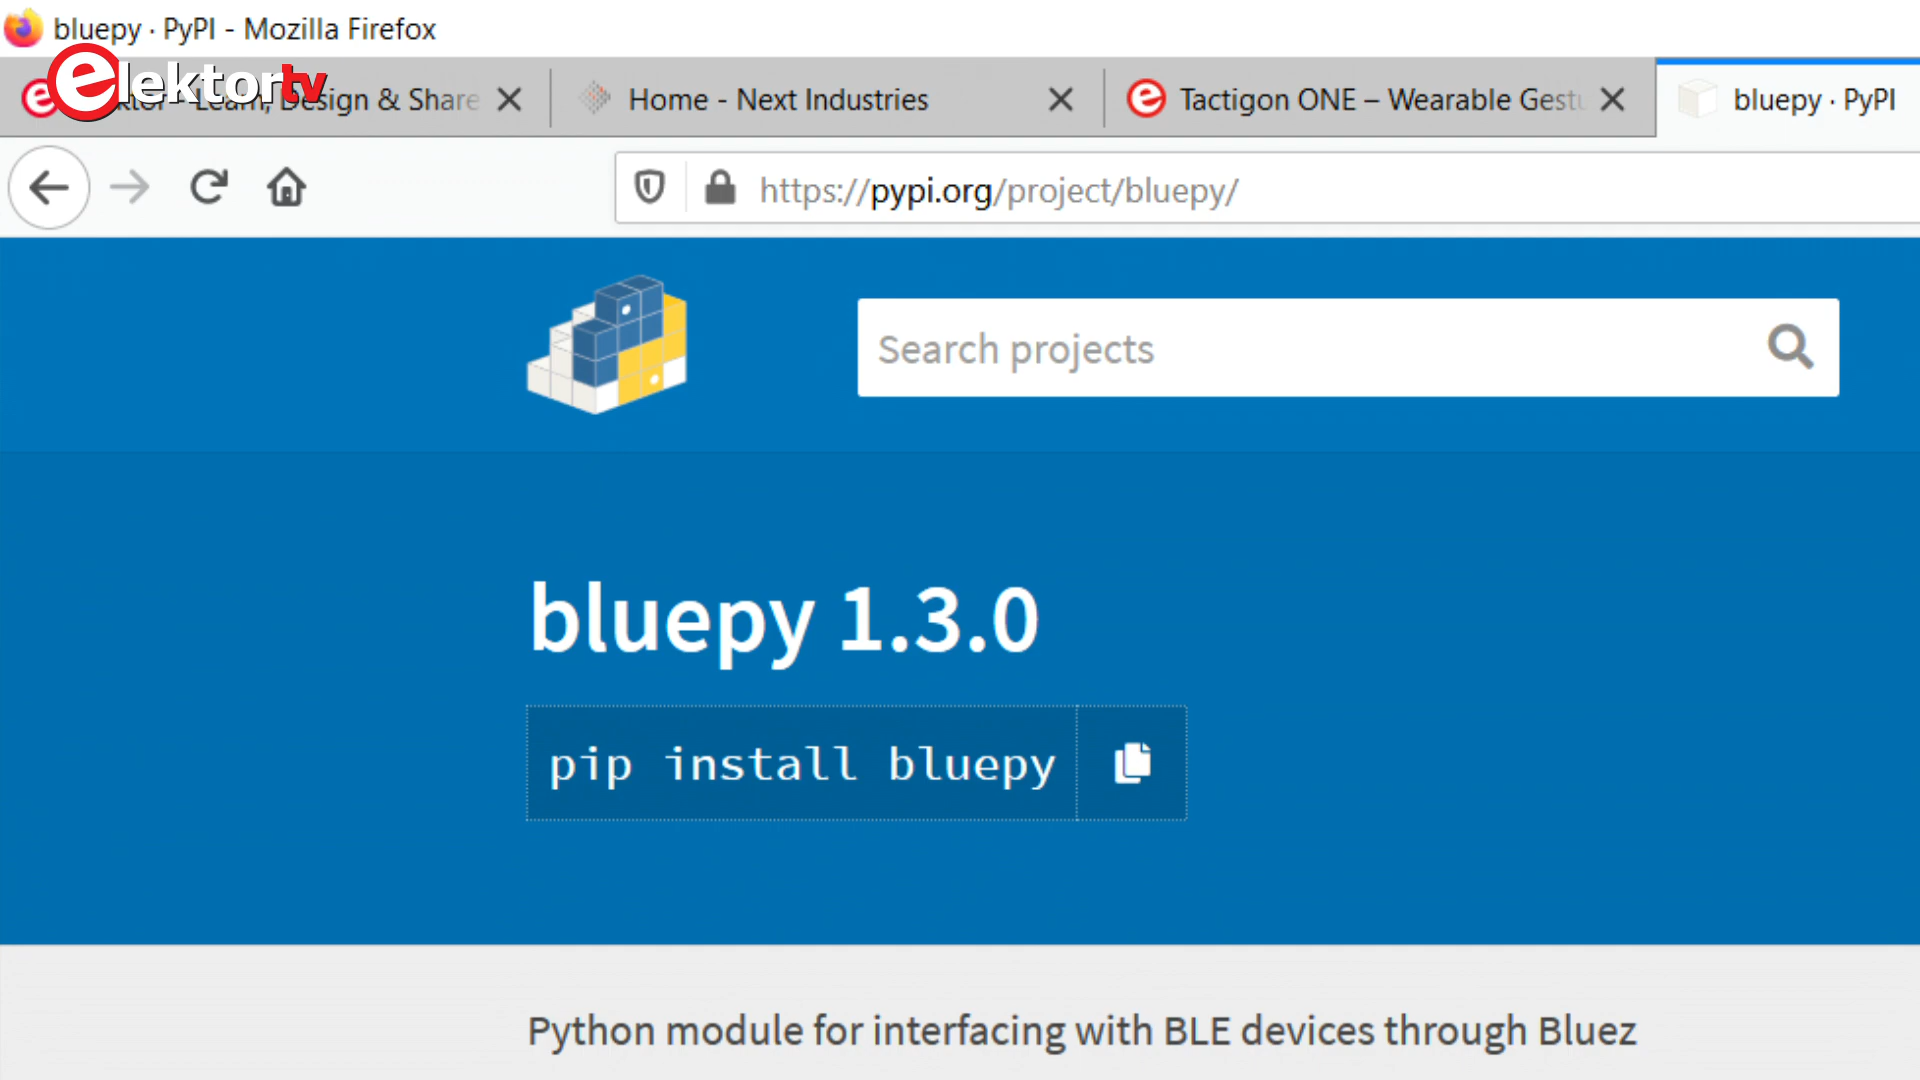 bluepy · PyPI - Mozilla Firefox
elektortv
Learn, Design & Share
Home - Next Industries
Tactigon ONE – Wearable Gestu
bluepy · PyPI
https://pypi.org/project/bluepy/
Search projects
bluepy 1.3.0
pip install bluepy
Python module for interfacing with BLE devices through Bluez